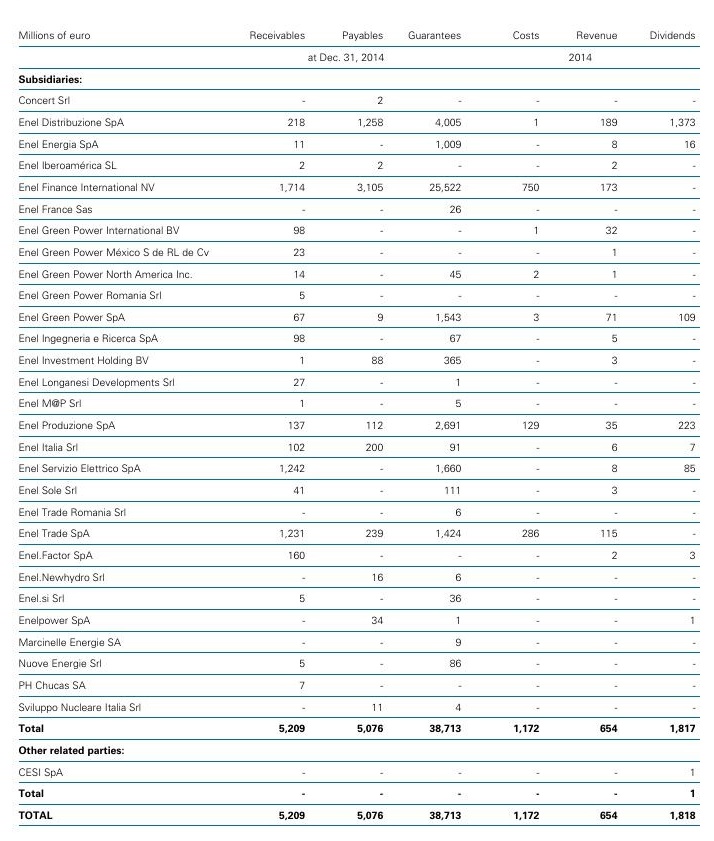 Millions of euro Receivables Payables Guarantees Costs Revenue Dividends
at Dec. 31, 2014 2014
Subsidiaries:
Concert Srl - 2 - - - -
Enel Distribuzione SpA 218 1,258 4,005 1 189 1,373
Enel Energia SpA 11 - 1,009 - 8 16
Enel Iberoamérica SL 2 2 - - 2 -
Enel Finance International NV 1,714 3,105 25,522 750 173 -
Enel France Sas - - 26 - - -
Enel Green Power International BV 98 - - 1 32 -
Enel Green Power México S de RL de Cv 23 - - - 1 -
Enel Green Power North America Inc. 14 - 45 2 1 -
Enel Green Power Romania Srl 5 - - - - -
Enel Green Power SpA 67 9 1,543 3 71 109
Enel Ingegneria e Ricerca SpA 98 - 67 - 5 -
Enel Investment Holding BV 1 88 365 - 3 -
Enel Longanesi Developments Srl 27 - 1 - - -
Enel M@P Srl 1 - 5 - - -
Enel Produzione SpA 137 112 2,691 129 35 223
Enel Italia Srl 102 200 91 - 6 7
Enel Servizio Elettrico SpA 1,242 - 1,660 - 8 85
Enel Sole Srl 41 - 111 - 3 -
Enel Trade Romania Srl - - 6 - - -
Enel Trade SpA 1,231 239 1,424 286 115 -
Enel.Factor SpA 160 - - - 2 3
Enel.Newhydro Srl - 16 6 - - -
Enel.si Srl 5 - 36 - - -
Enelpower SpA - 34 1 - - 1
Marcinelle Energie SA - - 9 - - -
Nuove Energie Srl 5 - 86 - - -
PH Chucas SA 7 - - - - -
Sviluppo Nucleare Italia Srl - 11 4 - - -
Total 5,209 5,076 38,713 1,172 654 1,817
Other related parties:
CESI SpA - - - - - 1
Total - - - - - 1
TOTAL 5,209 5,076 38,713 1,172 654 1,818